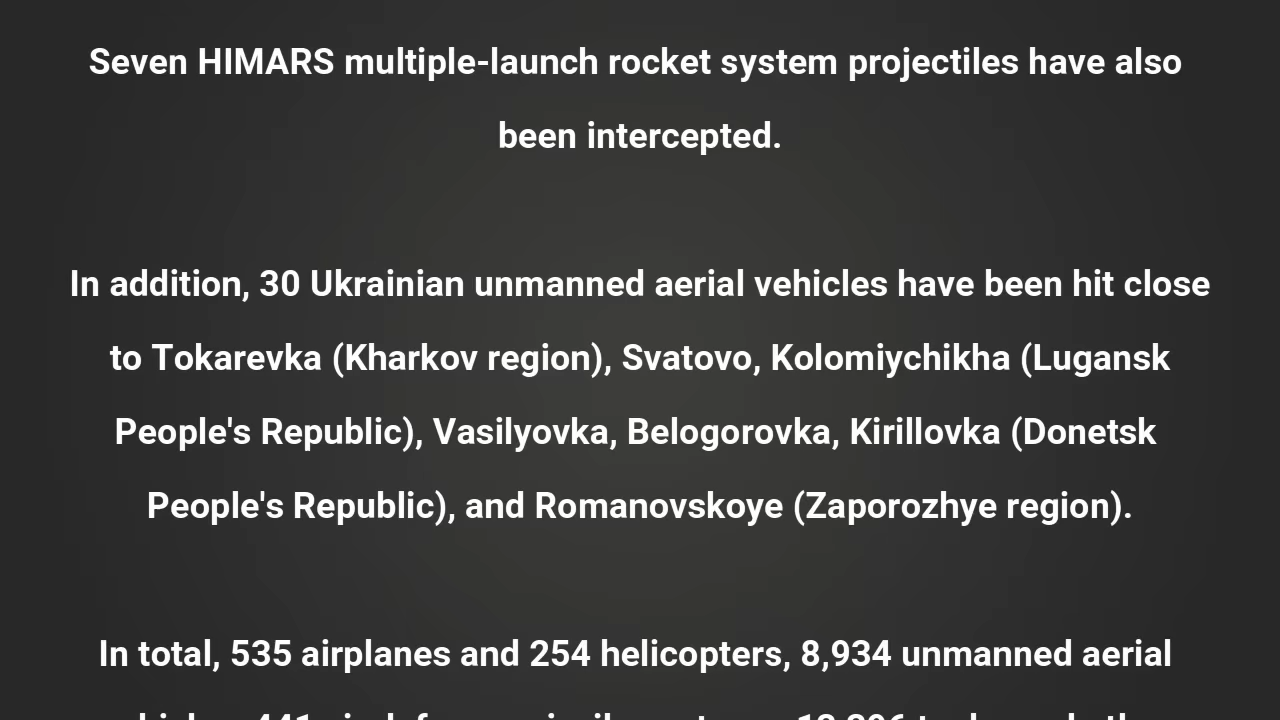 Seven HIMARS multiple-launch rocket system projectiles have also
been intercepted.
In addition, 30 Ukrainian unmanned aerial vehicles have been hit close
to Tokarevka (Kharkov region), Svatovo, Kolomiychikha (Lugansk
People's Republic), Vasilyovka, Belogorovka, Kirillovka (Donetsk
People's Republic), and Romanovskoye (Zaporozhye region).
In total, 535 airplanes and 254 helicopters, 8,934 unmanned aerial